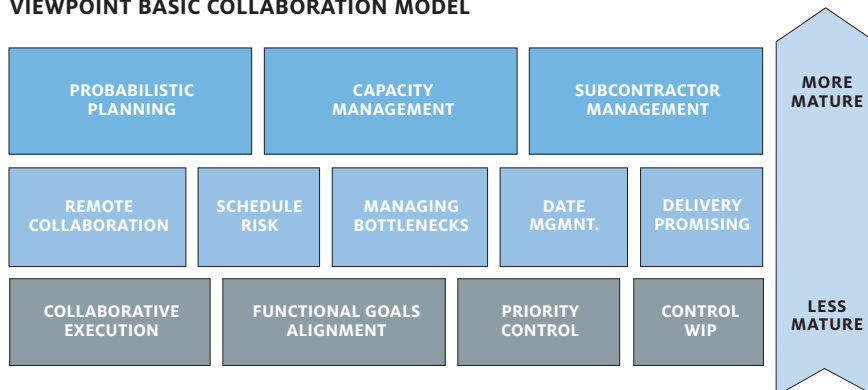 VIEWPOINT BASIC COLLABORATION MODEL
PROBABILISTIC
PLANNING
CAPACITY
MANAGEMENT
SUBCONTRACTOR
MANAGEMENT
MORE
MATURE
REMOTE
COLLABORATION
SCHEDULE
RISK
MANAGING
BOTTLENECKS
DATE
MGMNT.
DELIVERY
PROMISING
COLLABORATIVE
EXECUTION
FUNCTIONAL GOALS
ALIGNMENT
PRIORITY
CONTROL
CONTROL
WIP
LESS
MATURE